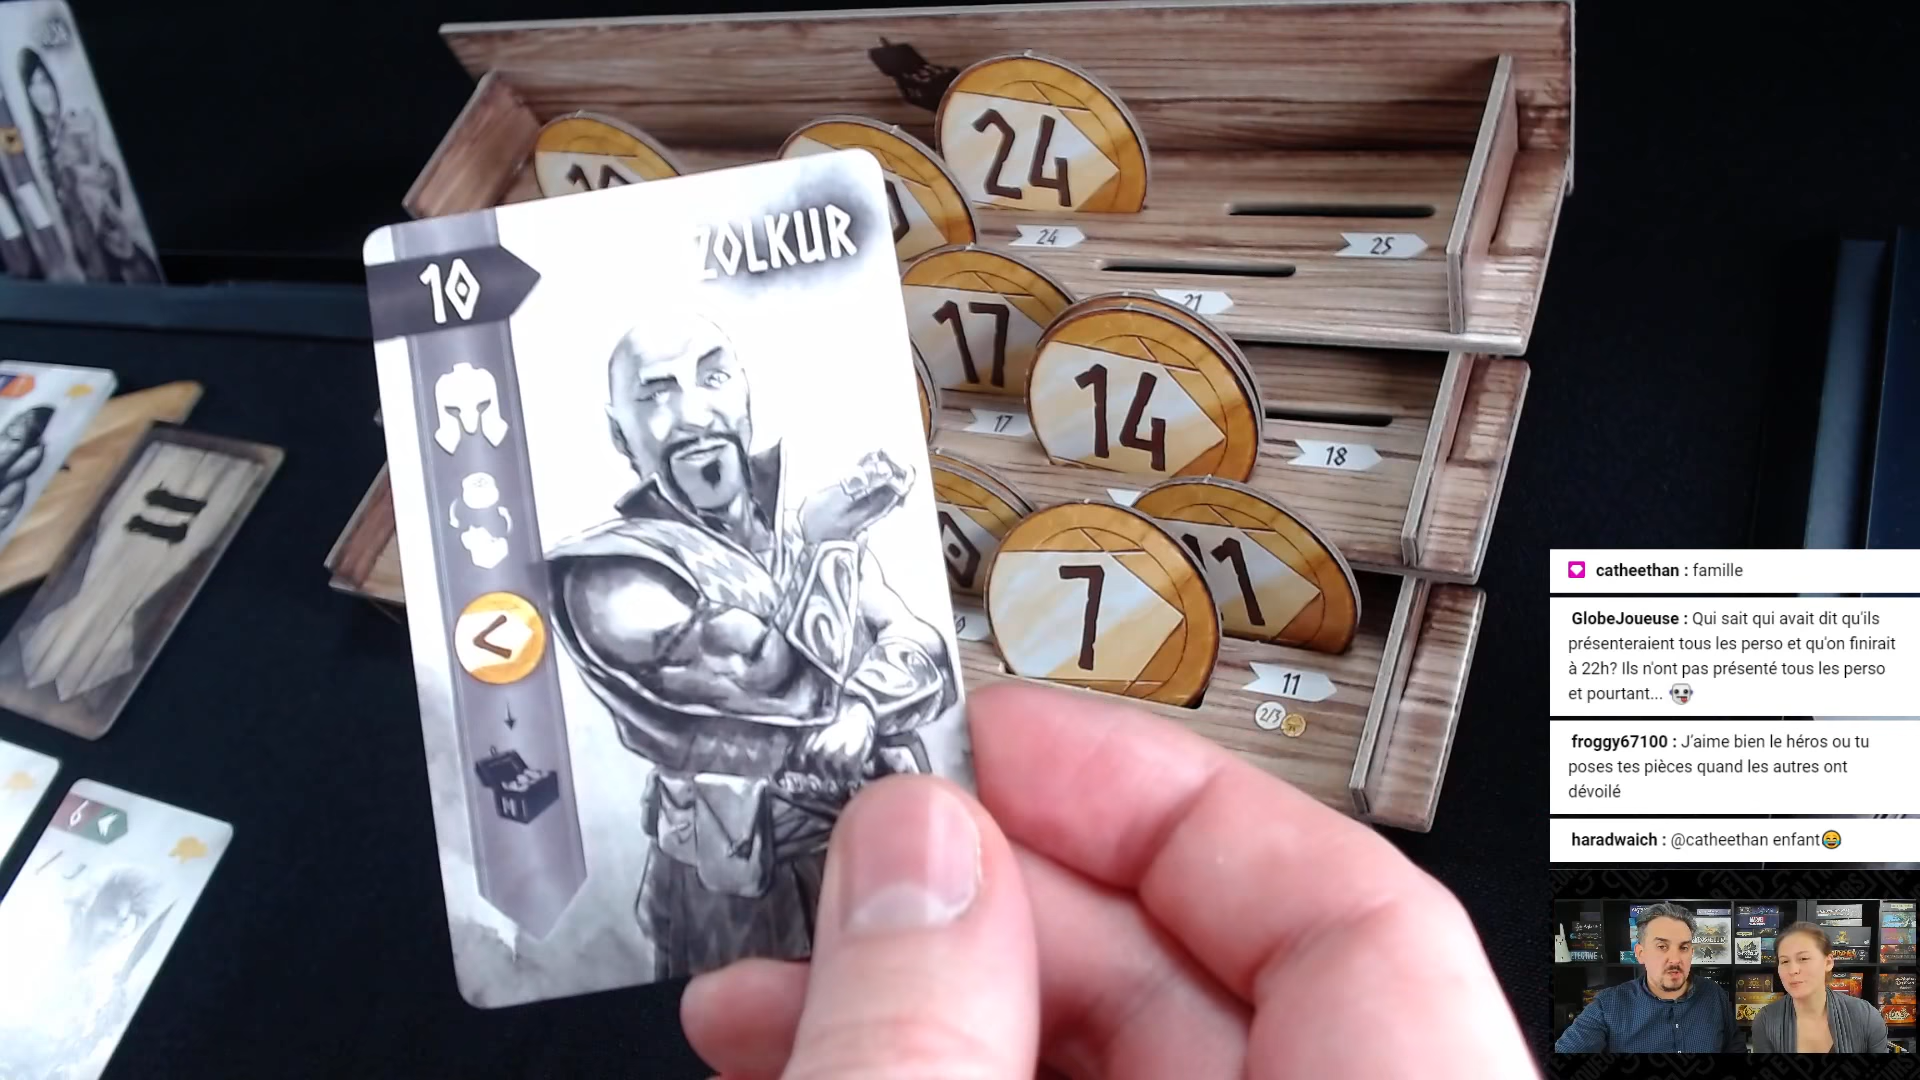 24
24
25
ZOLKUR
10
21
17
17
14
18
7
11
11
2/3
catheethan : famille
GlobeJoueuse : Qui sait qui avait dit qu'ils
présenteraient tous les perso et qu'on finirait
à 22h? Ils n'ont pas présenté tous les perso
et pourtant...
froggy67100 : J'aime bien le héros ou tu
poses tes pièces quand les autres ont
dévoilé
haradwaich : @catheethan enfant
6